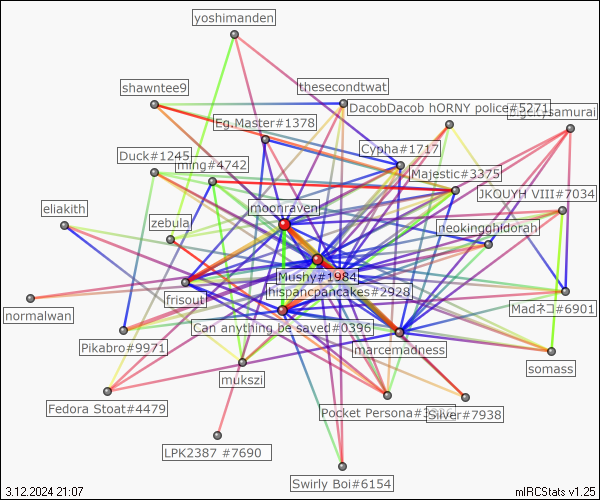 yoshimanden
shawntee9
thesecondtwat
DacobDacob hORNY police#5271
Eg.Master#1378
Cypha#1717
Duck#1245
ming#4742
Majestic#3375
JKOUYH VIII#7034
moonraven
eliakith
zebula
neokingghidorah
Mushy#1984
hispancpancakes#2928
frisout
Madネコ#6901
normalwan
Can anything be saved#0396
Pikabro#9971
marcemadness
somass
mukszi
Fedora Stoat#4479
Pocket Persona#
Silver#7938
LPK2387 #7690
Swirly Boi#6154
3.12.2024 21:07
mIRCStats v1.25